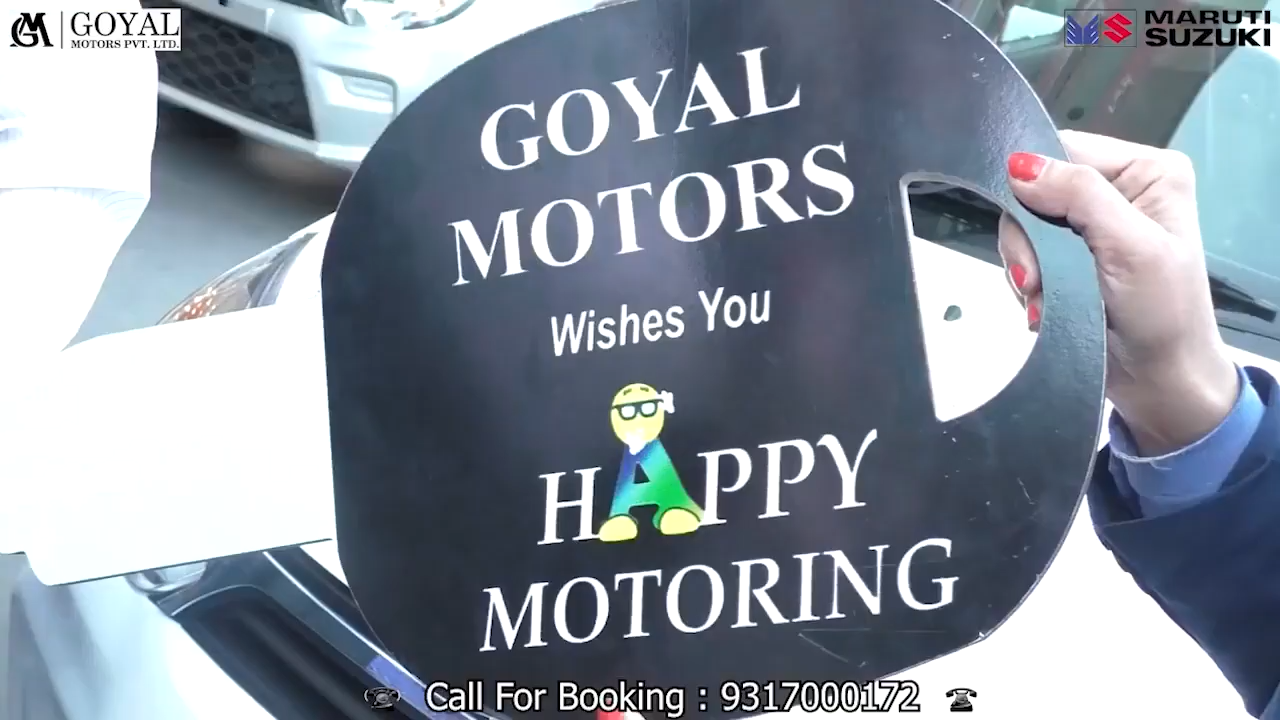 GOYAL
MOTORS PVT. LTD.
MARUTI
SUZUKI
GOYAL
MOTORS
Wishes You
HAPPY
MOTORING
Call For Booking : 9317000172